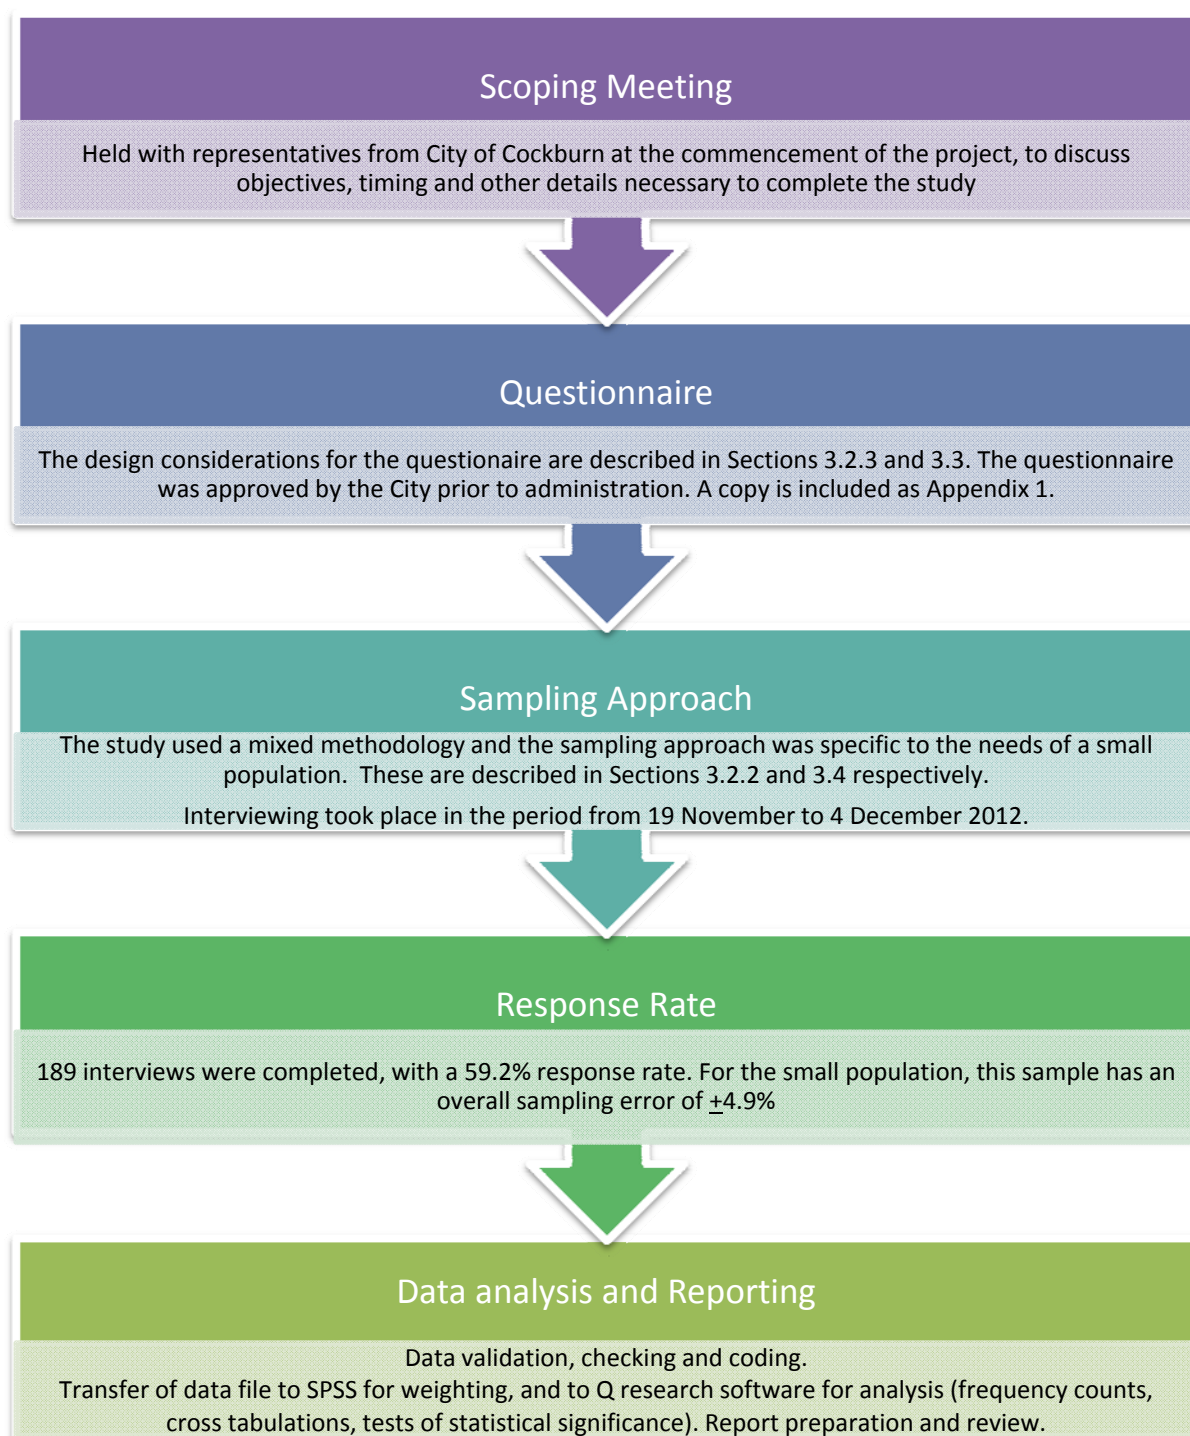 Scoping Meeting
Held with representatives from City of Cockburn at the commencement of the project, to discuss
objectives, timing and other details necessary to complete the study
Questionnaire
The design considerations for the questionaire are described in Sections 3.2.3 and 3.3. The questionnaire
was approved by the City prior to administration. A copy is included as Appendix 1.
Sampling Approach
The study used a mixed methodology and the sampling approach was specific to the needs of a small
population.  These are described in Sections 3.2.2 and 3.4 respectively.
Interviewing took place in the period from 19 November to 4 December 2012.
Response Rate
189 interviews were completed, with a 59.2% response rate. For the small population, this sample has an
overall sampling error of ±4.9%
Data analysis and Reporting
Data validation, checking and coding.
Transfer of data file to SPSS for weighting, and to Q research software for analysis (frequency counts,
cross tabulations, tests of statistical significance). Report preparation and review.